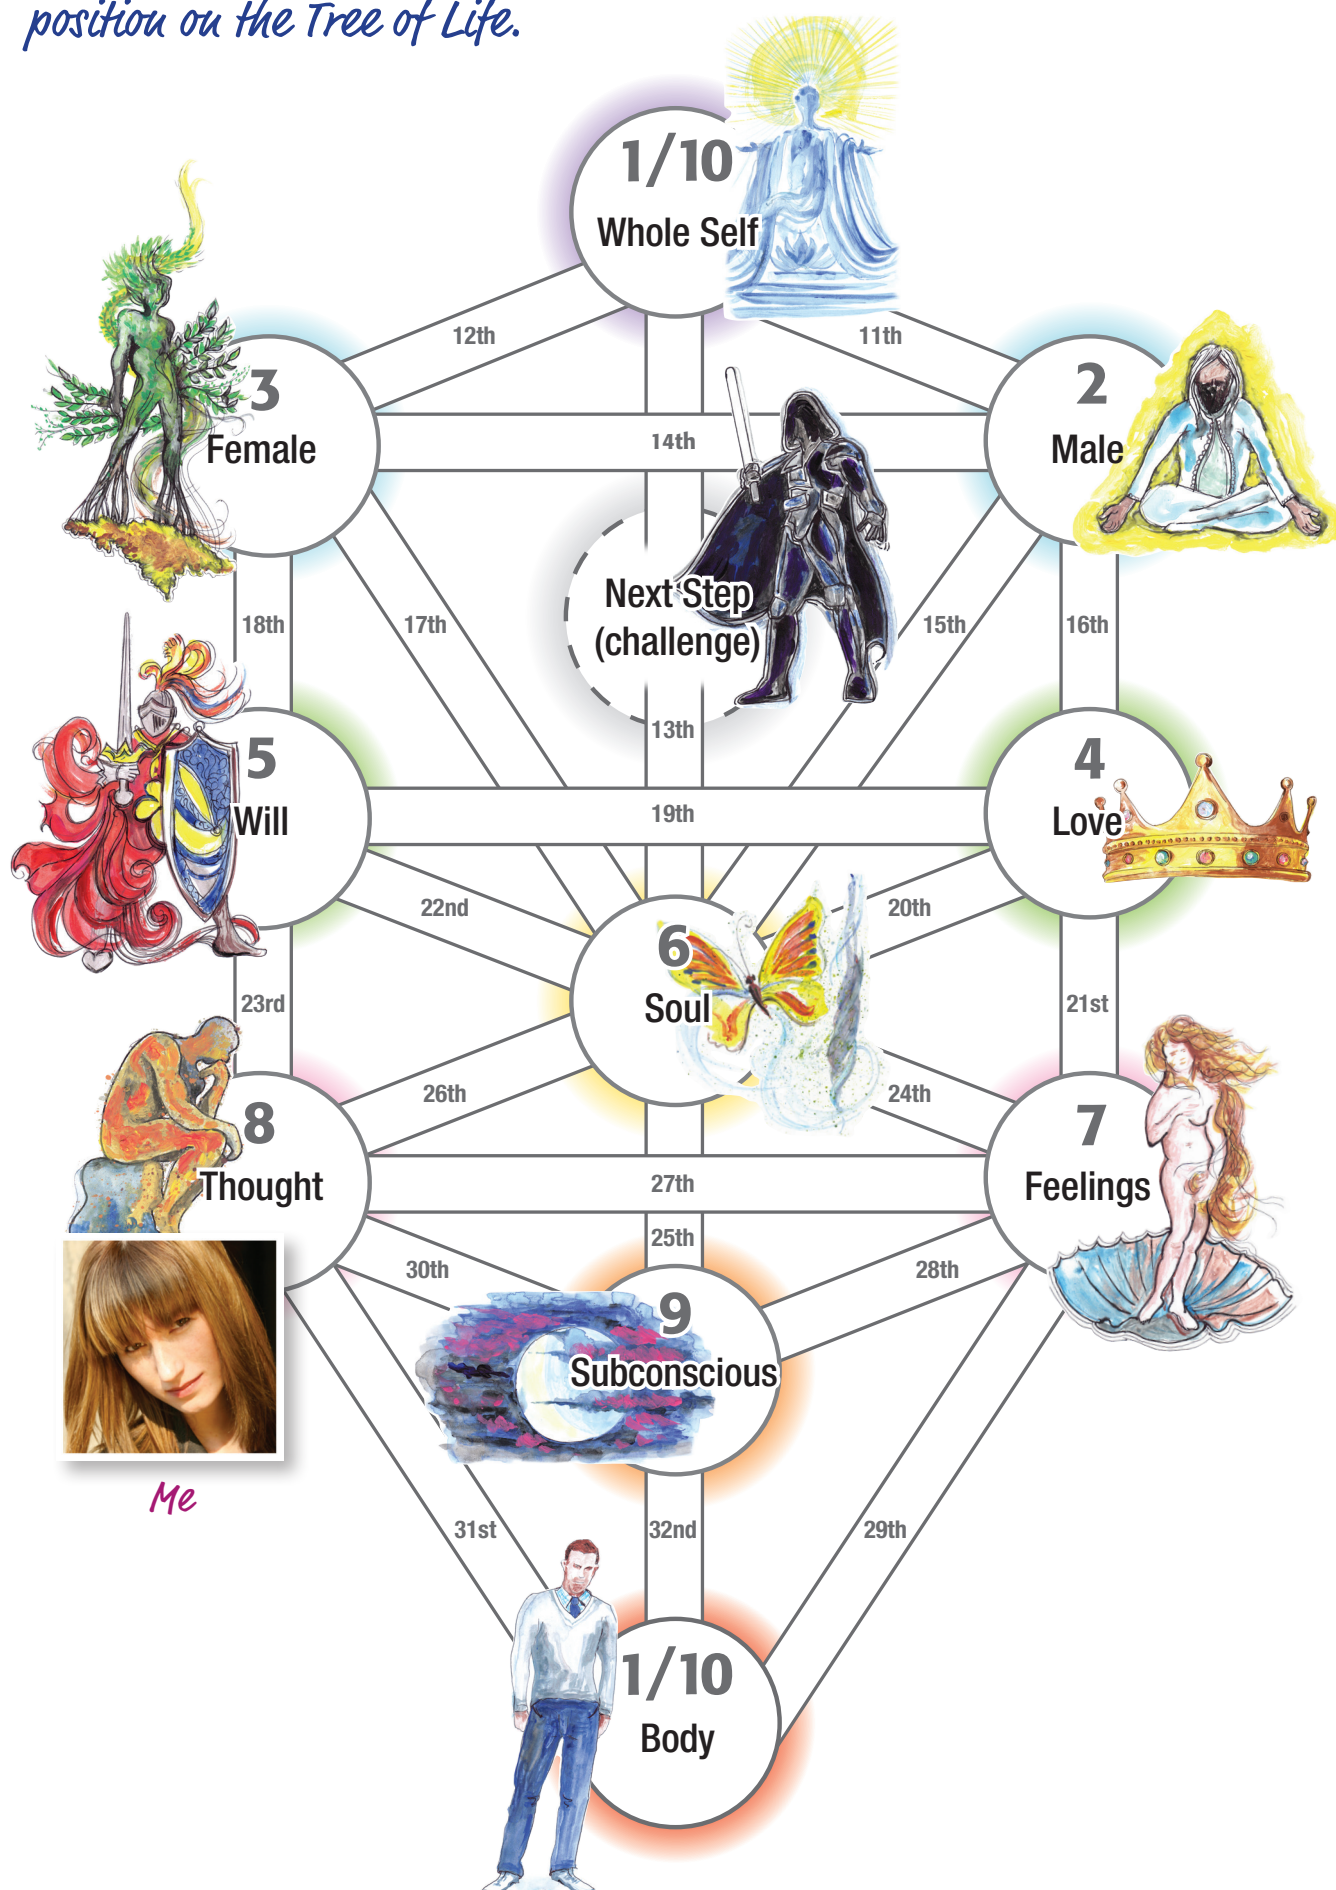 position on the Tree of Life.
1/10
Whole Self
12th
11th
3
Female
2
Male
14th
Next Step
(challenge)
18th
17th
15th
16th
13th
5
Will
4
Love
19th
22nd
20th
6
Soul
23rd
21st
26th
24th
8
Thought
7
Feelings
27th
25th
30th
28th
9
Subconscious
Me
31st
32nd
29th
1/10
Body